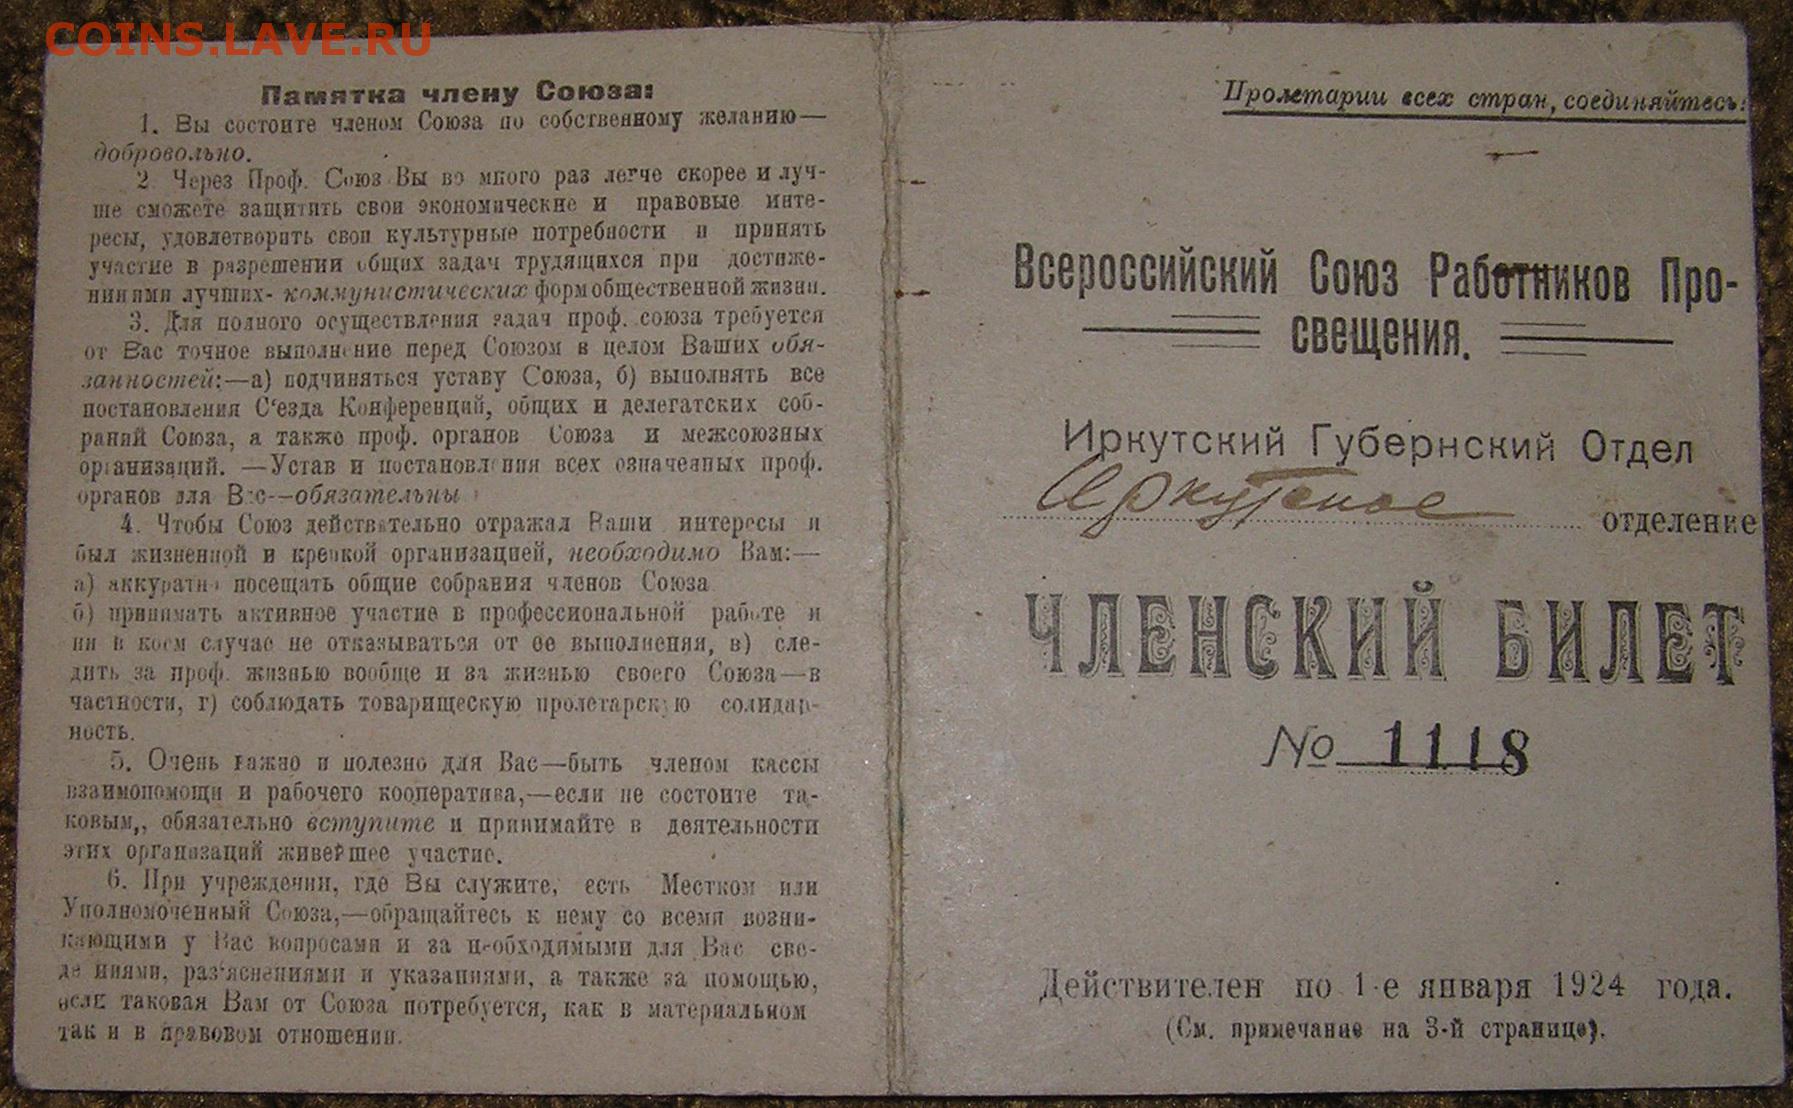 COINS.LAVE.RU
Памятка члену Союза:
1. Вы состоите членом Союза по собственному желанию—
добровольно.
2. Через Проф. Союз Вы во много раз легче скорее и луч-
ше сможете защитить свои экономические и правовые инте-
ресы, удовлетворить свои культурные потребности и принять
участие в разрешении общих задач трудящихся при достиже-
нии ими лучших- коммунистических форм общественной жизни.
3. Для полного осуществления задач проф. союза требуется
от Вас точное выполнение перед Союзом в целом Ваших обя-
занностей:—а) подчиняться уставу Союза, б) выполнять все
постановления С'езда Конференций, общих и делегатских соб-
раний Союза, а также проф. органов Союза и межсоюзных
организаций. —Устав и постановления всех означенных проф.
органов для Вас—обязательны
4. Чтобы Союз действительно отражал Ваши интересы и
был жизненной и крепкой организацией, необходимо Вам:—
а) аккуратно посещать общие собрания членов Союза
б) принимать активное участие в профессиональной работе и
ни в коем случае не отказываться от ее выполнения, в) сле-
дить за проф. жизнью вообще и за жизнью своего Союза—в
частности, г) соблюдать товарищескую пролетарскую солидар-
ность.
5. Очень важно и полезно для Вас—быть членом кассы
взаимопомощи и рабочего кооператива,—если не состоите та-
ковым,, обязательно вступите и принимайте в деятельности
этих организаций живейшее участие.
6. При учреждении, где Вы служите, есть Местком или
Уполномоченный Союза,—обращайтесь к нему со всеми возни-
кающими у Вас вопросами и за необходимыми для Вас све-
дениями, раз'яснениями и указаниями, а также за помощью,
если таковая Вам от Союза потребуется, как в материальном
так и в правовом отношении.
Пролетарии всех стран, соединяйтесь!
Всероссийский Союз Работников Про-
свещения.
Иркутский Губернский Отдел
Иркутское отделение
ЧЛЕНСКИЙ БИЛЕТ
№ 1118
Действителен по 1-е января 1924 года.
(См. примечание на 3-й странице).